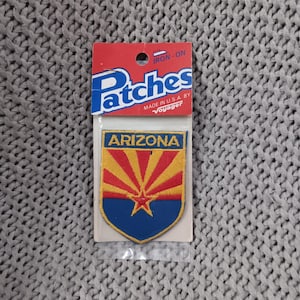 IRON-ON
Patches
MADE IN U.S.A. BY
Voyager
ARIZONA